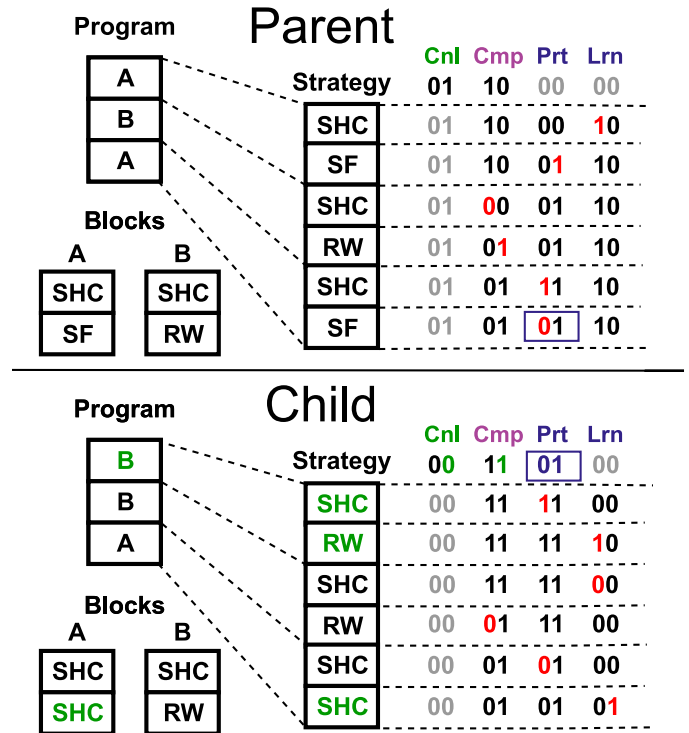 Program Parent
Cnl Cmp Prt Lrn
Strategy 01 10 00 00
A
B
A
SHC 01 10 00 10
SF 01 10 01 10
SHC 01 00 01 10
RW 01 01 01 10
SHC 01 01 11 10
SF 01 01 01 10
Blocks
A B
SHC SHC
SF RW
Program Child
Cnl Cmp Prt Lrn
Strategy 00 11 01 00
B
B
A
SHC 00 11 11 00
RW 00 11 11 10
SHC 00 11 11 00
RW 00 01 11 00
SHC 00 01 01 00
SHC 00 01 01 01
Blocks
A B
SHC SHC
SHC RW